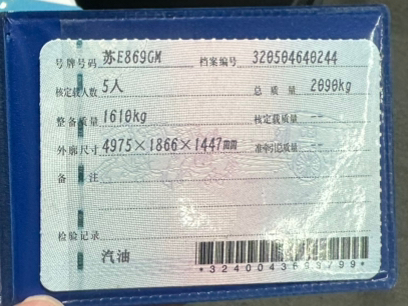 号牌号码 苏E869GM 档案编号 320504640244
核定载人数 5人 总质量 2090kg
整备质量 1610kg 核定载质量 --
外廓尺寸 4975×1866×1447 准牵引总质量 --
备注
检验记录
汽油